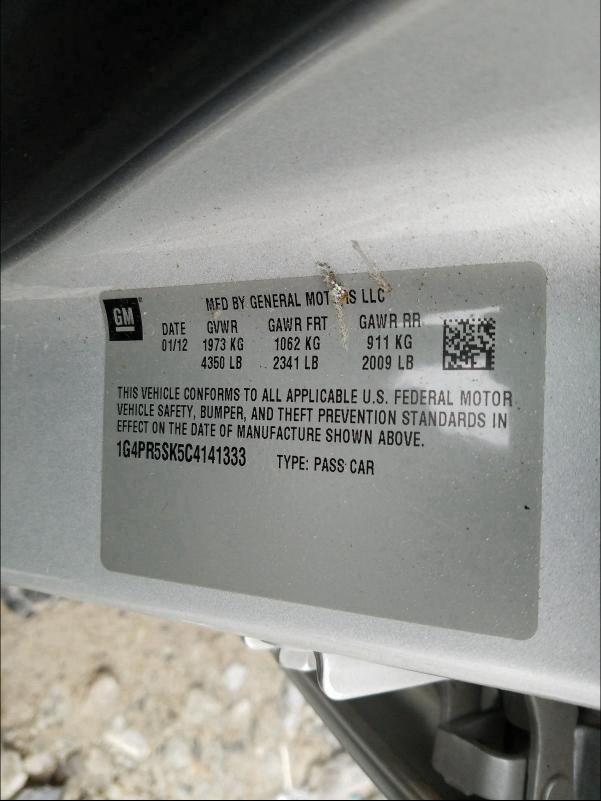 GM
MFD BY GENERAL MOTORS LLC
DATE GVWR GAWR FRT GAWR RR
01/12 1973 KG 1062 KG 911 KG
4350 LB 2341 LB 2009 LB
THIS VEHICLE CONFORMS TO ALL APPLICABLE U.S. FEDERAL MOTOR
VEHICLE SAFETY, BUMPER, AND THEFT PREVENTION STANDARDS IN
EFFECT ON THE DATE OF MANUFACTURE SHOWN ABOVE.
1G4PR5SK5C4141333 TYPE: PASS CAR